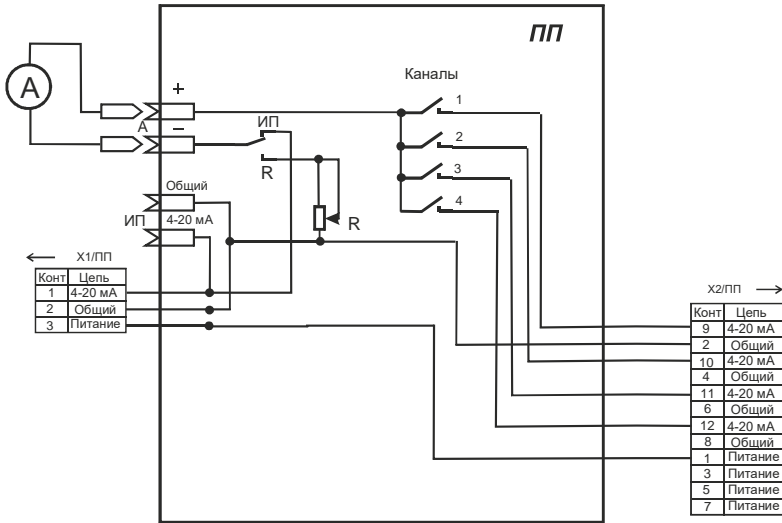 ПП
Каналы
А
+
А
–
ИП
R
1
2
3
4
Общий
ИП
4-20 мА
R
Х1/ПП
Конт Цепь
1 4-20 мА
2 Общий
3 Питание
Х2/ПП
Конт Цепь
9 4-20 мА
2 Общий
10 4-20 мА
4 Общий
11 4-20 мА
6 Общий
12 4-20 мА
8 Общий
1 Питание
3 Питание
5 Питание
7 Питание